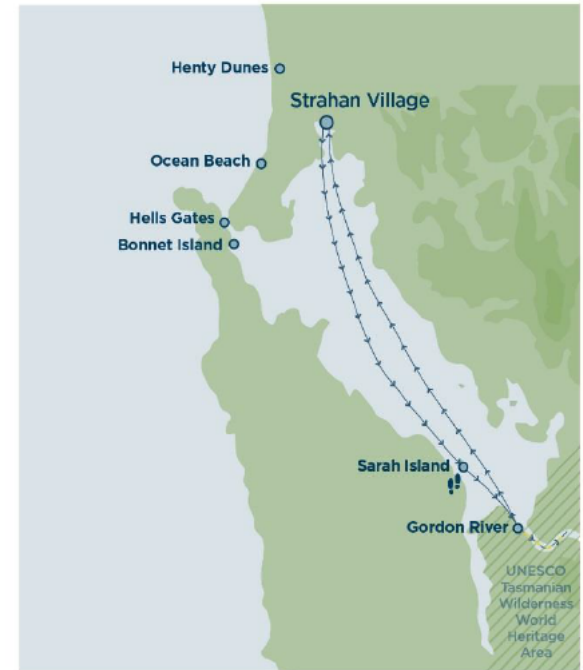 Henty Dunes
Strahan Village
Ocean Beach
Hells Gates
Bonnet Island
Sarah Island
Gordon River
UNESCO
Tasmanian
Wilderness
World
Heritage
Area